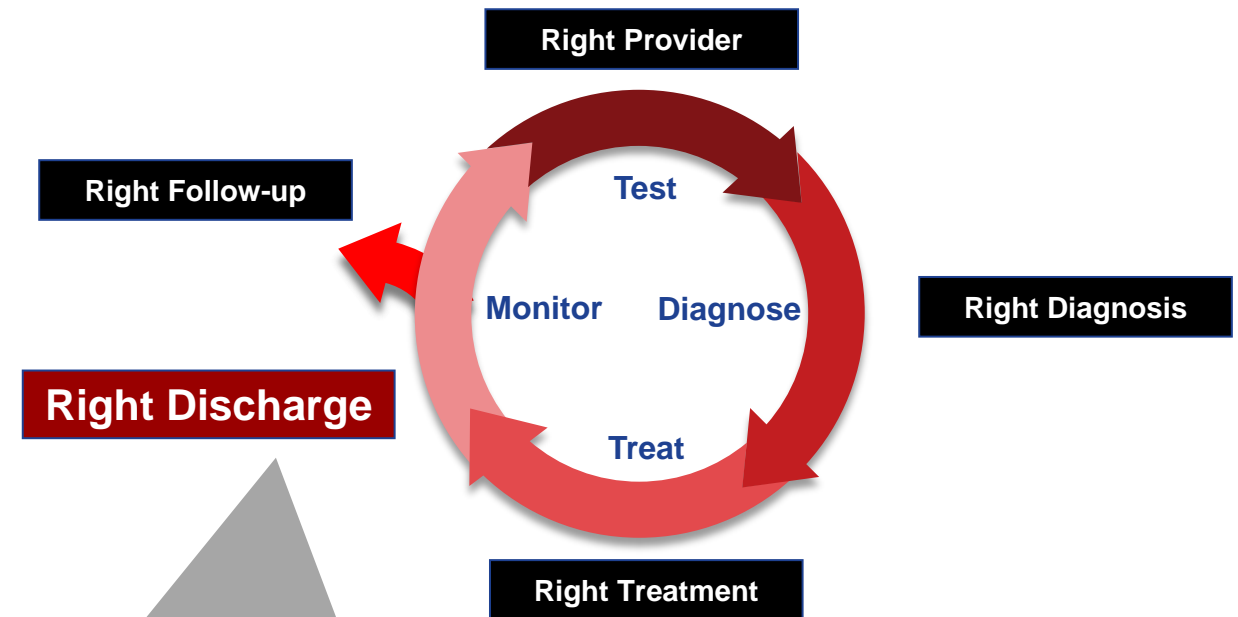 Right Provider
Right Follow-up
Test
Monitor
Diagnose
Right Diagnosis
Right Discharge
Treat
Right Treatment